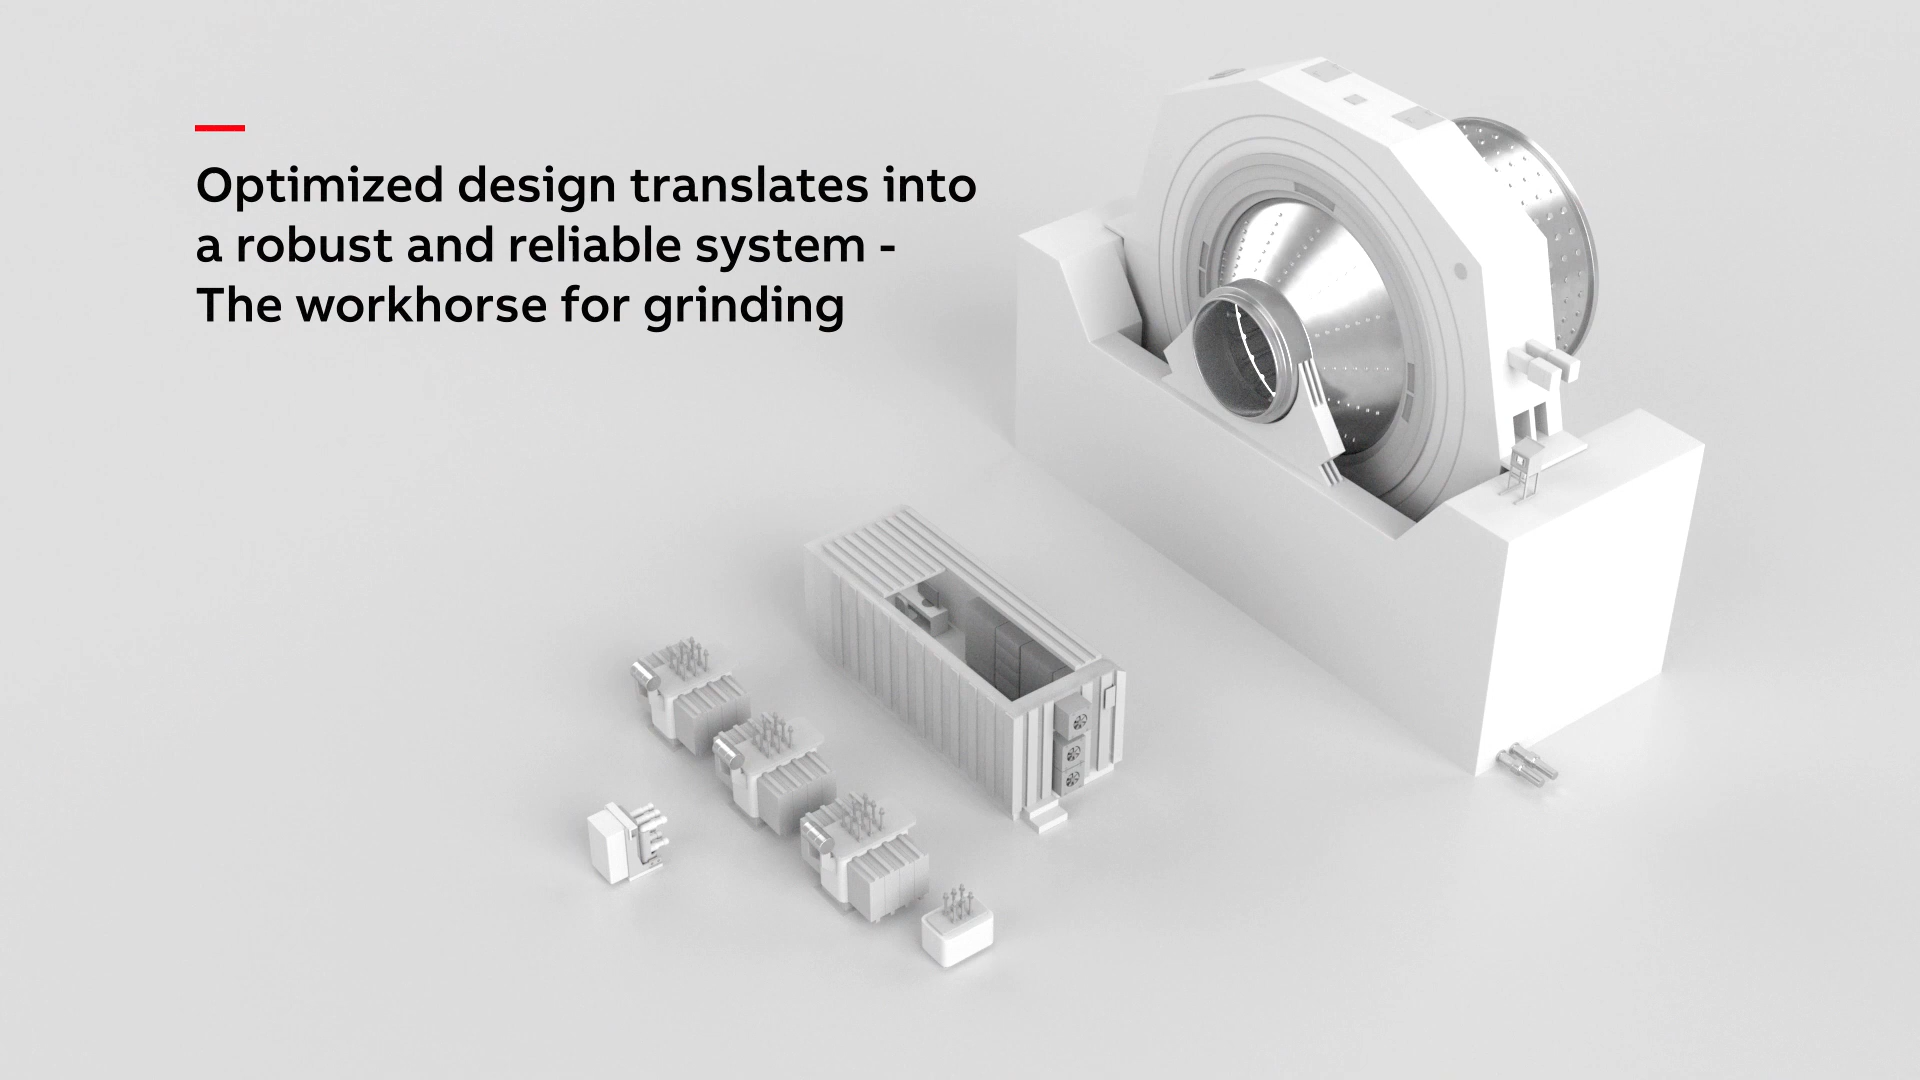 Optimized design translates into
a robust and reliable system -
The workhorse for grinding